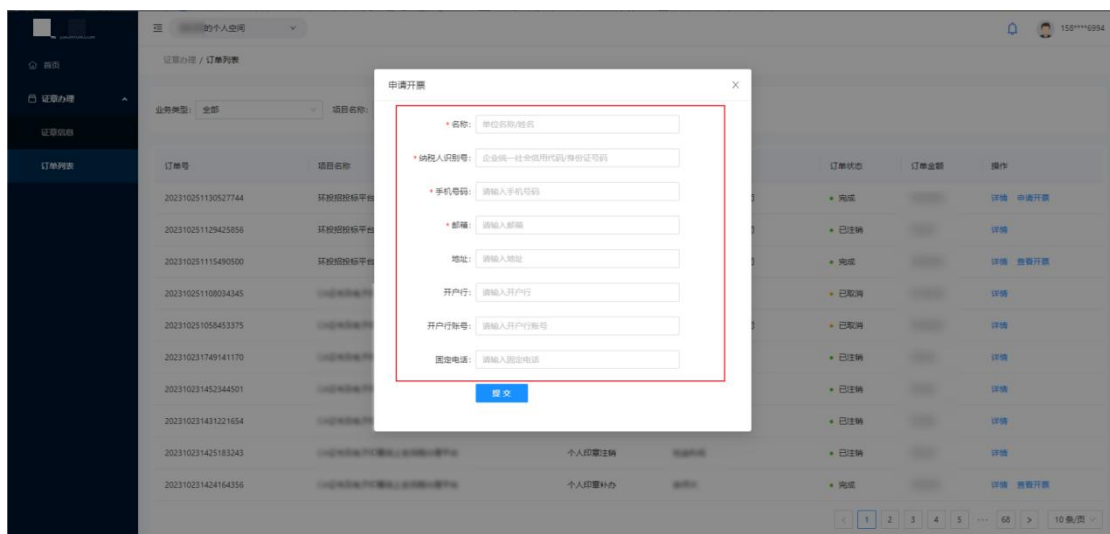 的个人空间
158****6994
首页
证章办理 / 订单列表
证章办理
业务类型: 全部
项目名称:
证章信息
订单列表
申请开票
* 名称: 单位名称/姓名
* 纳税人识别号: 企业统一社会信用代码/身份证号码
* 手机号码: 请输入手机号码
* 邮箱: 请输入邮箱
地址: 请输入地址
开户行: 请输入开户行
开户行账号: 请输入开户行账号
固定电话: 请输入固定电话
提 交
订单号 项目名称 订单状态 订单金额 操作
202310251130527744 环投招投标平台 完成 详情 申请开票
202310251129425856 环投招投标平台 已注销 详情
202310251115490500 环投招投标平台 完成 详情 查看开票
202310251108034345 已取消 详情
202310251058453375 已取消 详情
202310231749141170 已注销 详情
202310231452344501 已注销 详情
202310231431221654 已注销 详情
202310231425183243 个人印章注销 已注销 详情
202310231424164356 个人印章补办 完成 详情 查看开票
< 1 2 3 4 5 ··· 68 > 10 条/页